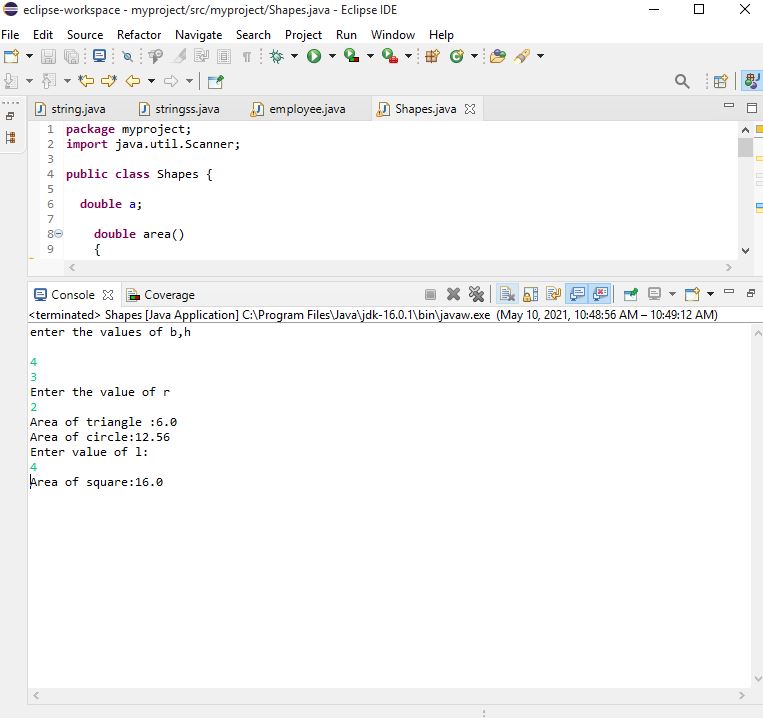 eclipse-workspace - myproject/src/myproject/Shapes.java - Eclipse IDE
File Edit Source Refactor Navigate Search Project Run Window Help
string.java stringss.java employee.java Shapes.java
1 package myproject;
2 import java.util.Scanner;
3
4 public class Shapes {
5
6 double a;
7
8 double area()
9 {
Console Coverage
<terminated> Shapes [Java Application] C:\Program Files\Java\jdk-16.0.1\bin\javaw.exe (May 10, 2021, 10:48:56 AM – 10:49:12 AM)
enter the values of b,h
4
3
Enter the value of r
2
Area of triangle :6.0
Area of circle:12.56
Enter value of l:
4
Area of square:16.0